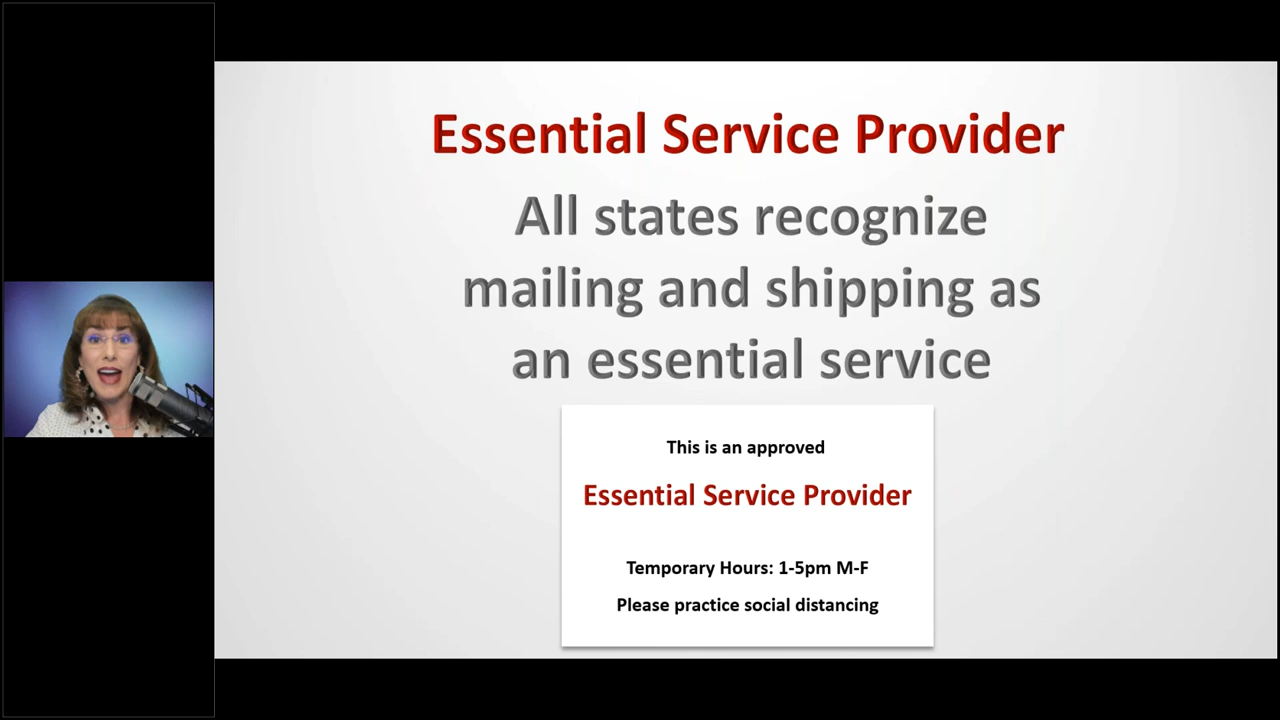 Essential Service Provider
All states recognize
mailing and shipping as
an essential service
This is an approved
Essential Service Provider
Temporary Hours: 1-5pm M-F
Please practice social distancing